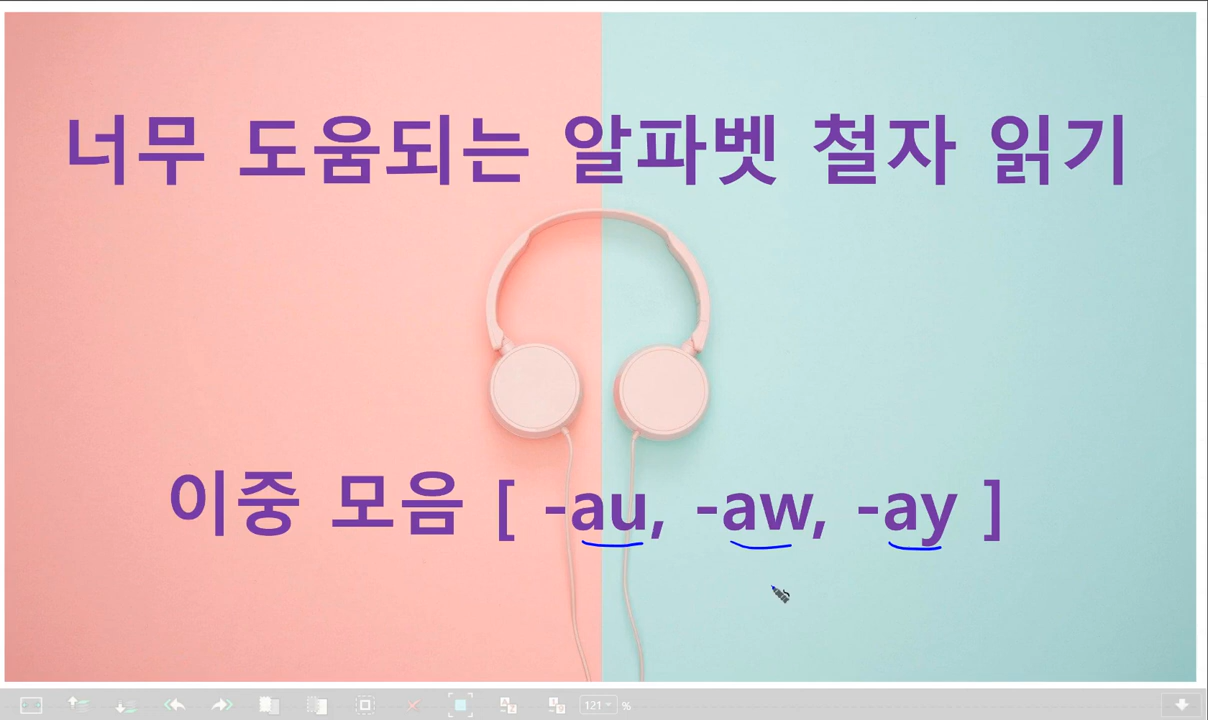 너무 도움되는 알파벳 철자 읽기
이중 모음 [ -au, -aw, -ay ]
121 %